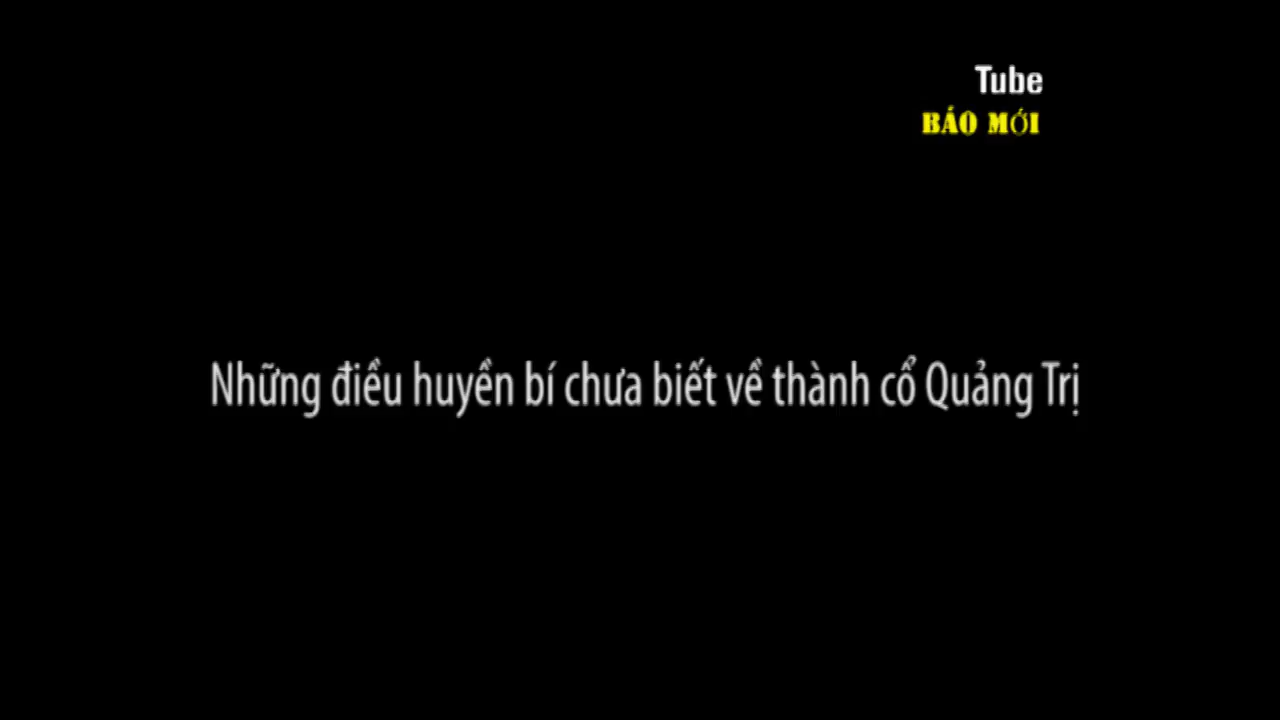 Tube
BÁO MỚI
Những điều huyền bí chưa biết về thành cổ Quảng Trị